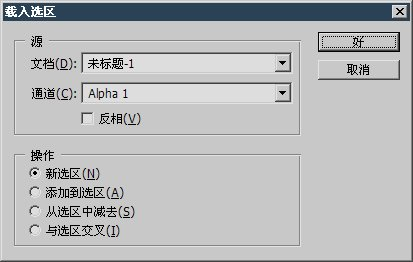 载入选区
源
文档(D): 未标题-1
通道(C): Alpha 1
反相(V)
好
取消
操作
新选区(N)
添加到选区(A)
从选区中减去(S)
与选区交叉(I)